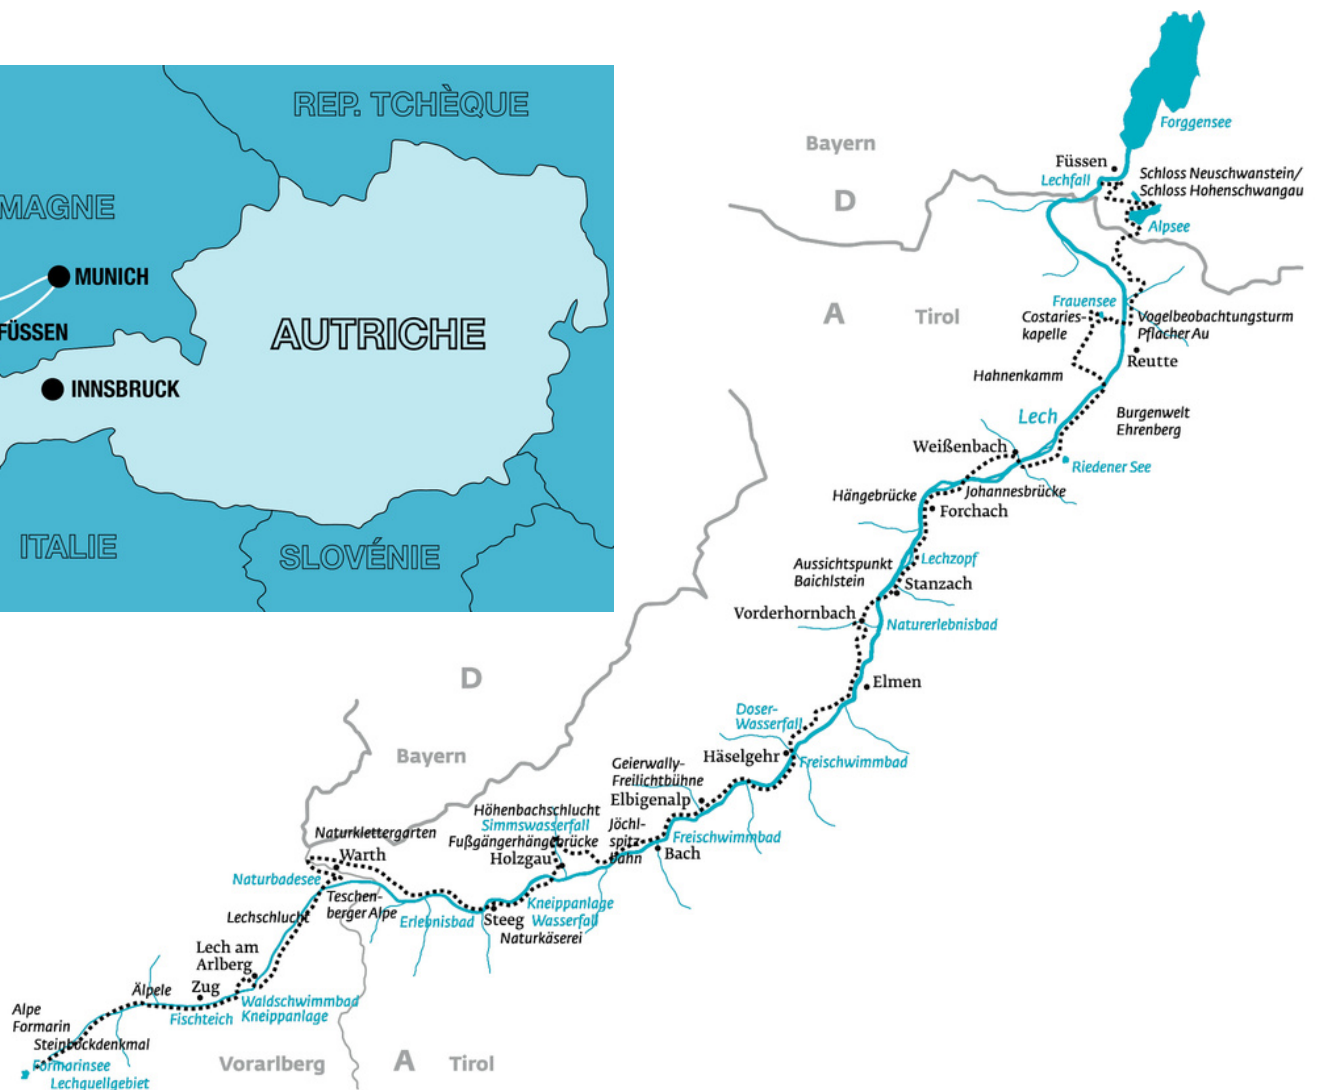 REP. TCHÈQUE
MAGNE
MUNICH
FÜSSEN
AUTRICHE
INNSBRUCK
ITALIE
SLOVÉNIE
Forggensee
Bayern
Füssen
Lechfall
Schloss Neuschwanstein/
Schloss Hohenschwangau
D
Alpsee
A
Tirol
Frauensee
Costaries-
kapelle
Vogelbeobachtungsturm
Pflacher Au
Reutte
Hahnenkamm
Lech
Burgenwelt
Ehrenberg
Weißenbach
Riedener See
Hängebrücke
Johannesbrücke
Forchach
Aussichtspunkt
Baichlstein
Lechzopf
Stanzach
Vorderhornbach
Naturerlebnisbad
D
Elmen
Doser-
Wasserfall
Bayern
Häselgehr
Freischwimmbad
Geierwally-
Freilichtbühne
Elbigenalp
Höhenbachschlucht
Simmswasserfall
Fußgängerhängebrücke
Holzgau
Jöchl-
spitz-
bahn
Freischwimmbad
Bach
Naturklettergarten
Warth
Naturbadesee
Teschen-
berger Alpe
Lechschlucht
Erlebnisbad
Steeg
Naturkäserei
Kneippanlage
Wasserfall
Lech am
Arlberg
Zug
Älpele
Waldschwimmbad
Kneippanlage
Fischteich
Alpe
Formarin
Steinbockdenkmal
Formarinsee
Lechquellgebiet
Vorarlberg
A
Tirol